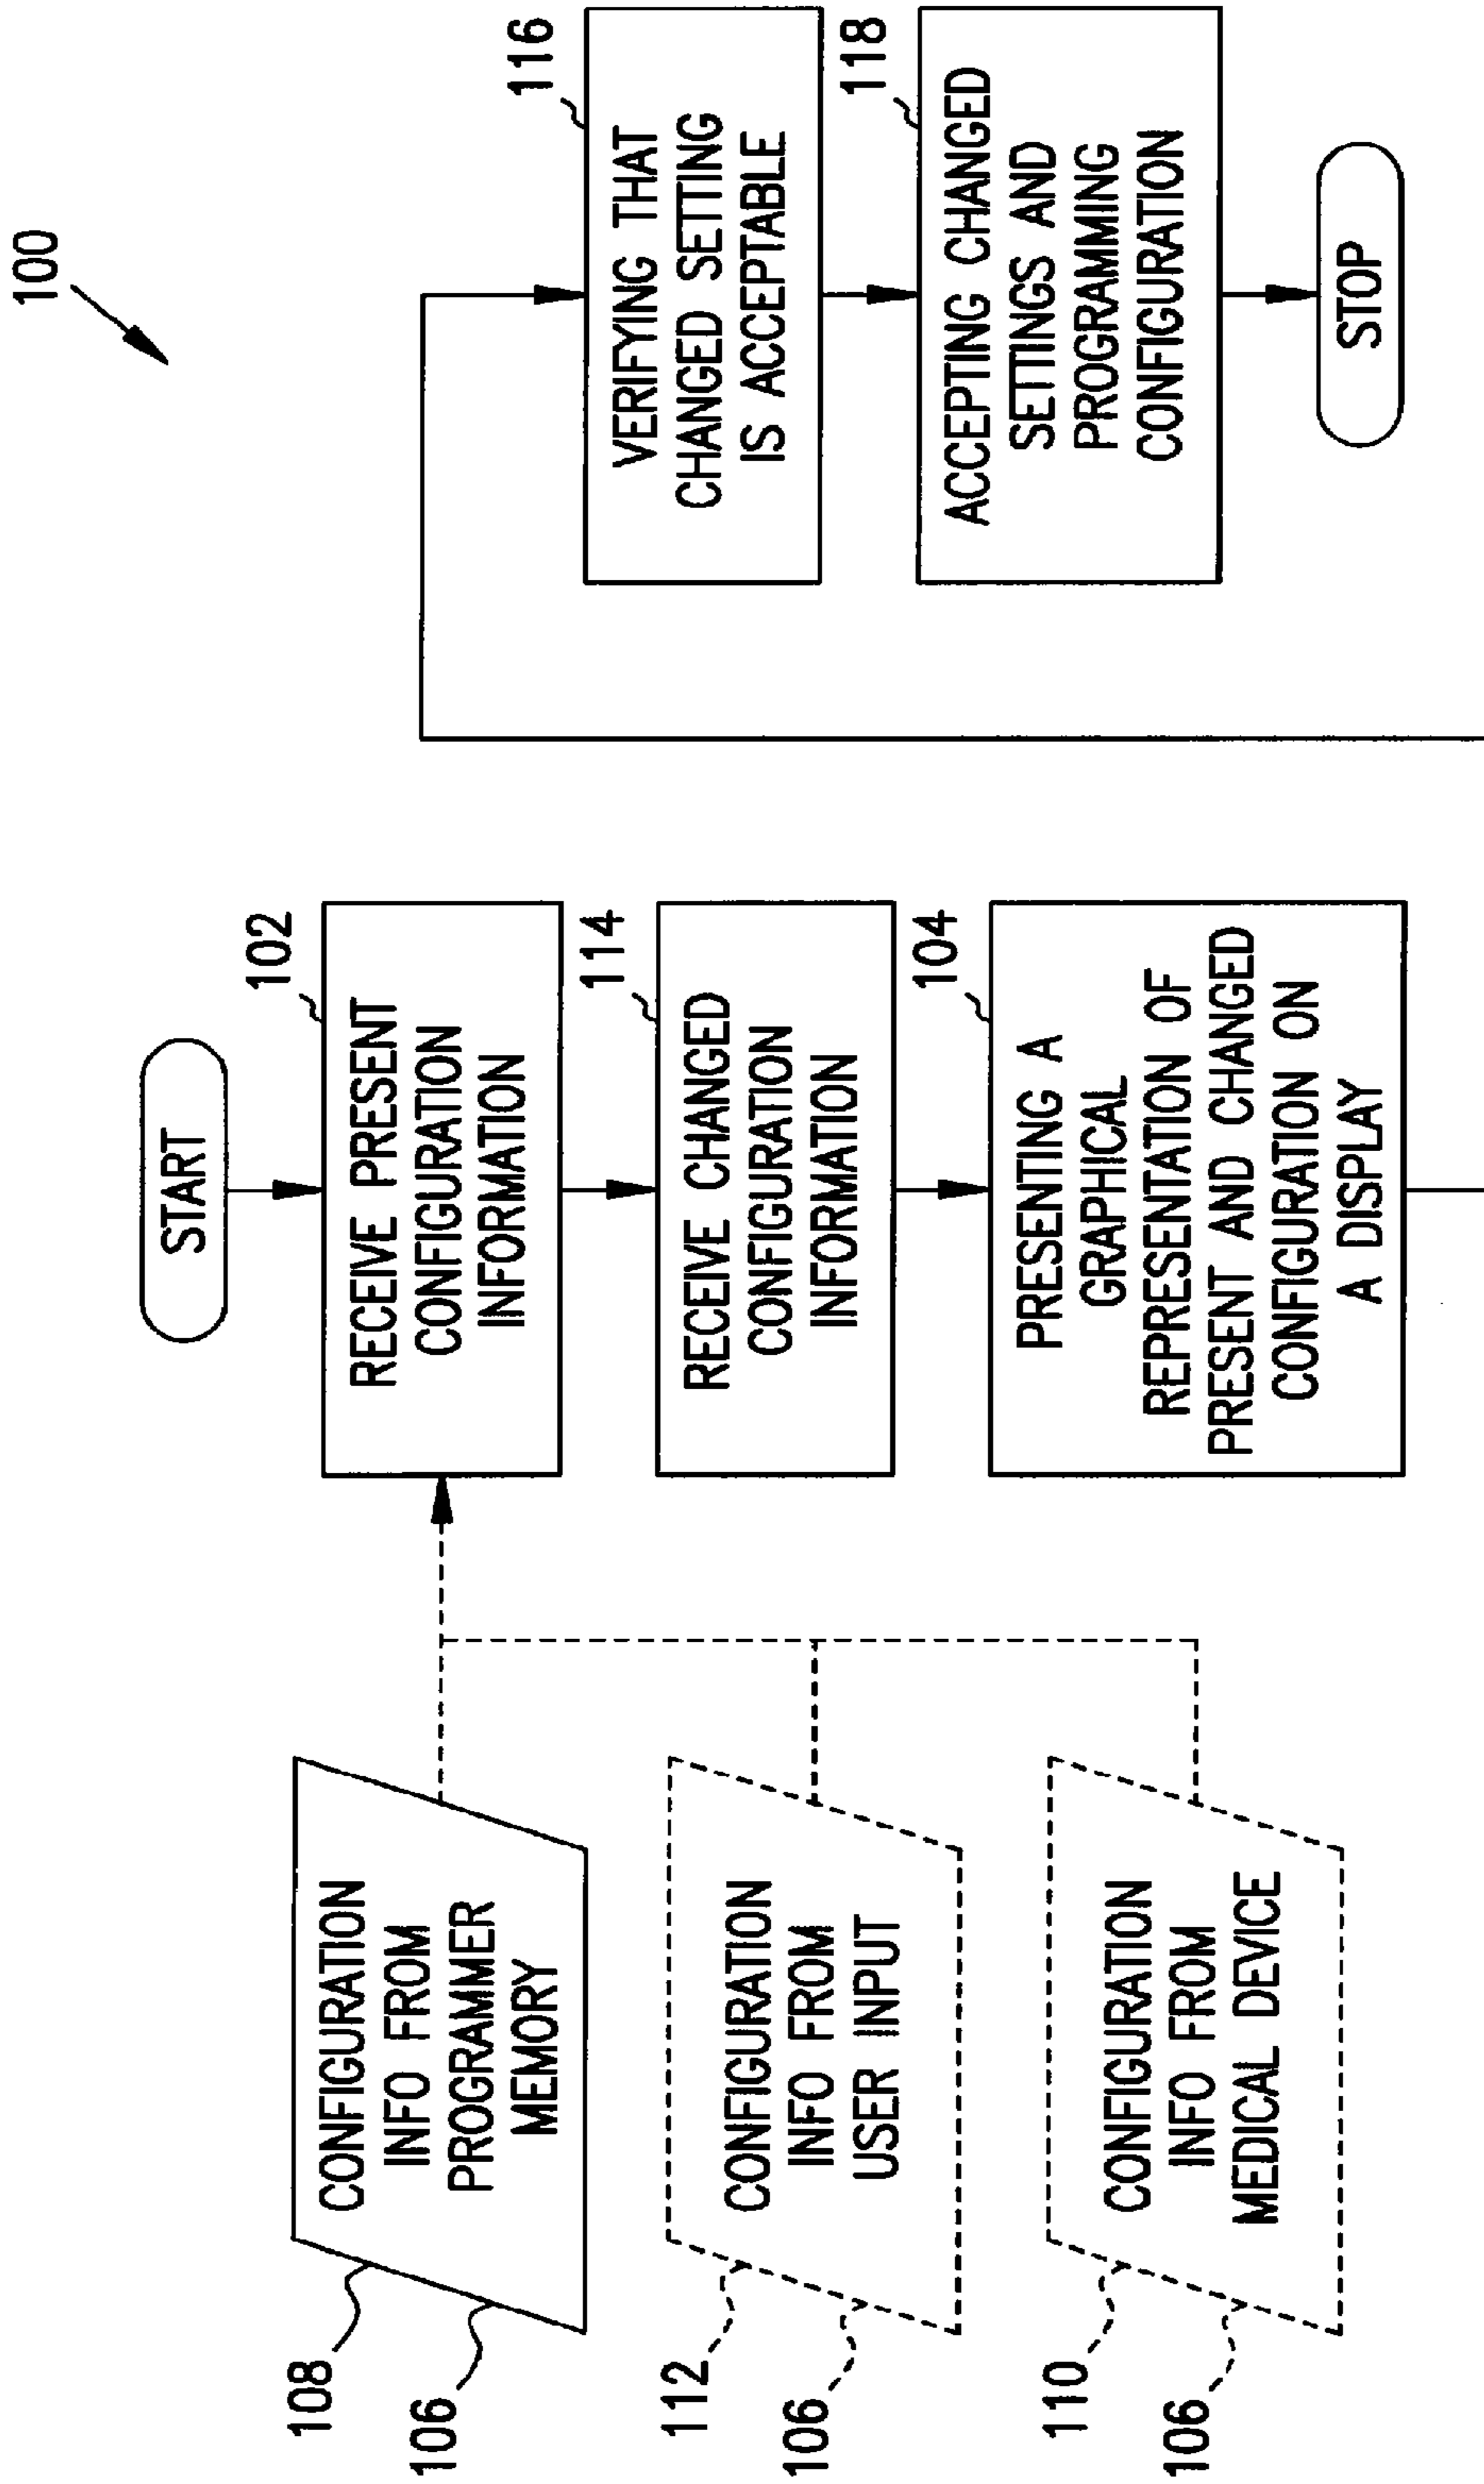 100
START
102
RECEIVE PRESENT
CONFIGURATION
INFORMATION
114
RECEIVE CHANGED
CONFIGURATION
INFORMATION
104
PRESENTING A
GRAPHICAL
REPRESENTATION OF
PRESENT AND CHANGED
CONFIGURATION ON
A DISPLAY
108
106
CONFIGURATION
INFO FROM
PROGRAMMER
MEMORY
112
106
CONFIGURATION
INFO FROM
USER INPUT
110
106
CONFIGURATION
INFO FROM
MEDICAL DEVICE
116
VERIFYING THAT
CHANGED SETTING
IS ACCEPTABLE
118
ACCEPTING CHANGED
SETTINGS AND
PROGRAMMING
CONFIGURATION
STOP